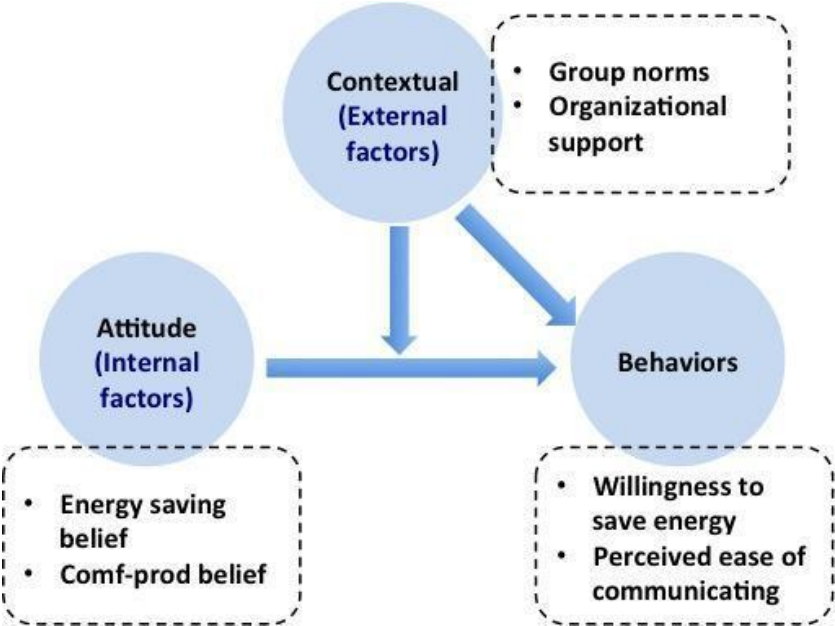 Contextual
(External
factors)
• Group norms
• Organizational
support
Attitude
(Internal
factors)
Behaviors
• Energy saving
belief
• Comf-prod belief
• Willingness to
save energy
• Perceived ease of
communicating